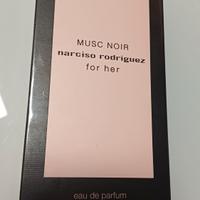 MUSC NOIR
narciso rodriguez
for her
eau de parfum